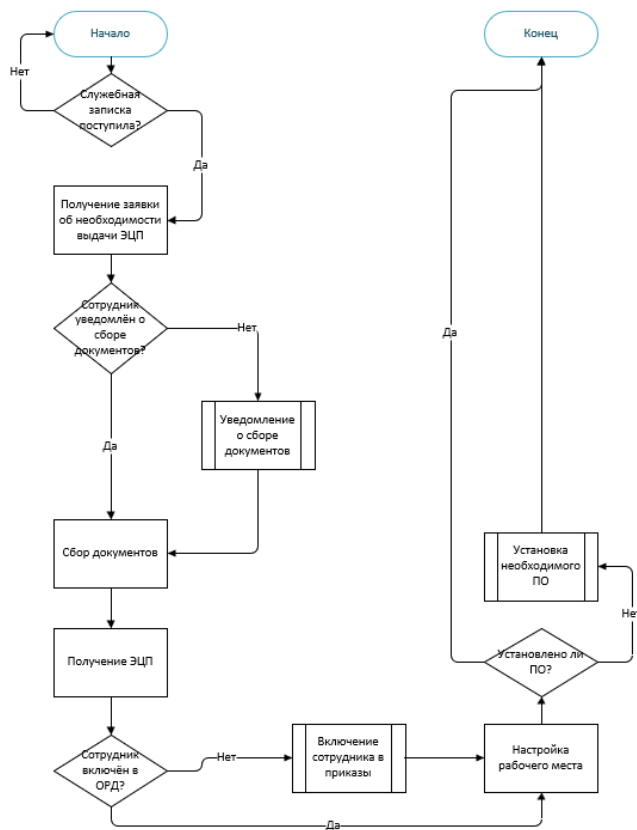 Начало
Конец
Нет
Служебная
записка
поступила?
Да
Получение заявки
об необходимости
выдачи ЭЦП
Сотрудник
уведомлён о
сборе
документов?
Нет
Да
Уведомление
о сборе
документов
Да
Сбор документов
Установка
необходимого
ПО
Нет
Получение ЭЦП
Установлено ли
ПО?
Сотрудник
включён в
ОРД?
Нет
Включение
сотрудника в
приказы
Настройка
рабочего места
Да